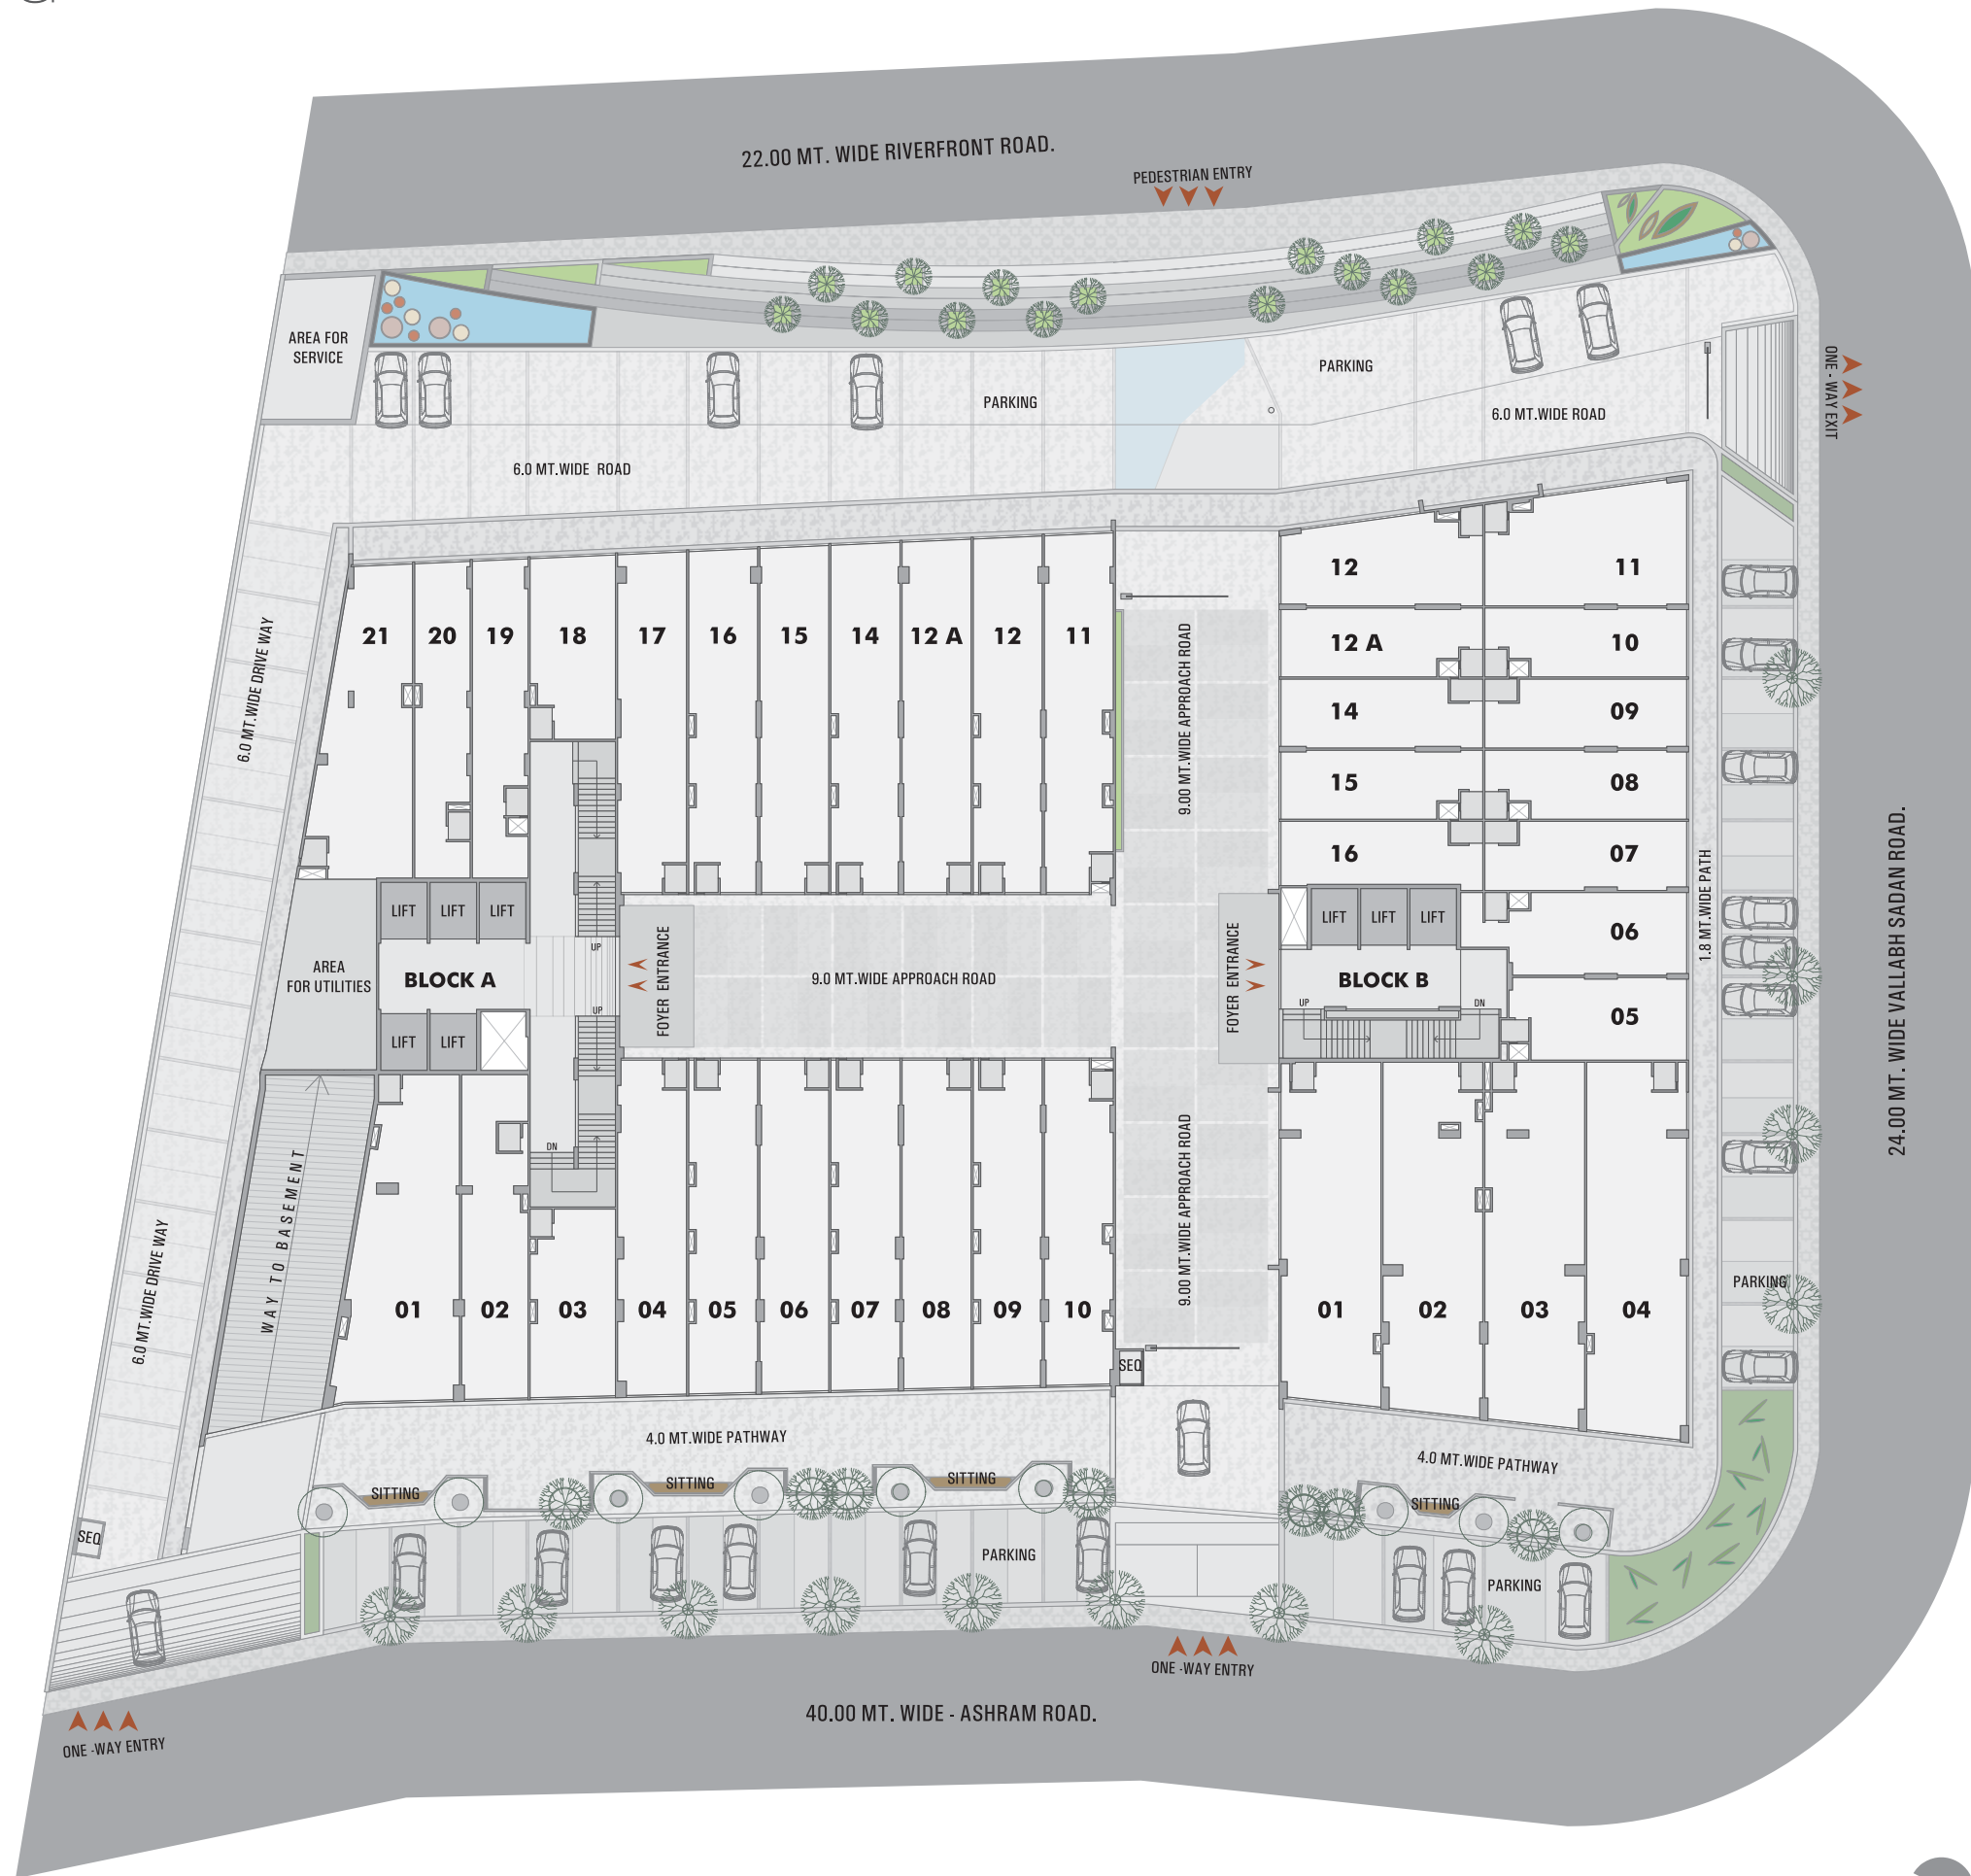 22.00 MT. WIDE RIVERFRONT ROAD.
PEDESTRIAN ENTRY
AREA FOR
SERVICE
PARKING
PARKING
6.0 MT.WIDE ROAD
6.0 MT.WIDE ROAD
ONE - WAY EXIT
6.0 MT.WIDE DRIVE WAY
21
20
19
18
17
16
15
14
12 A
12
11
9.00 MT.WIDE APPROACH ROAD
12
11
12 A
10
14
09
15
08
16
07
06
05
1.8 MT.WIDE PATH
24.00 MT. WIDE VALLABH SADAN ROAD.
LIFT
LIFT
LIFT
UP
AREA
FOR UTILITIES
BLOCK A
UP
LIFT
LIFT
FOYER ENTRANCE
9.0 MT.WIDE APPROACH ROAD
FOYER ENTRANCE
LIFT
LIFT
LIFT
BLOCK B
UP
DN
DN
WAY TO BASEMENT
6.0 MT.WIDE DRIVE WAY
01
02
03
04
05
06
07
08
09
10
9.00 MT.WIDE APPROACH ROAD
01
02
03
04
PARKING
SEQ
4.0 MT.WIDE PATHWAY
4.0 MT.WIDE PATHWAY
SITTING
SITTING
SITTING
SITTING
SEQ
PARKING
PARKING
ONE -WAY ENTRY
40.00 MT. WIDE - ASHRAM ROAD.
ONE -WAY ENTRY